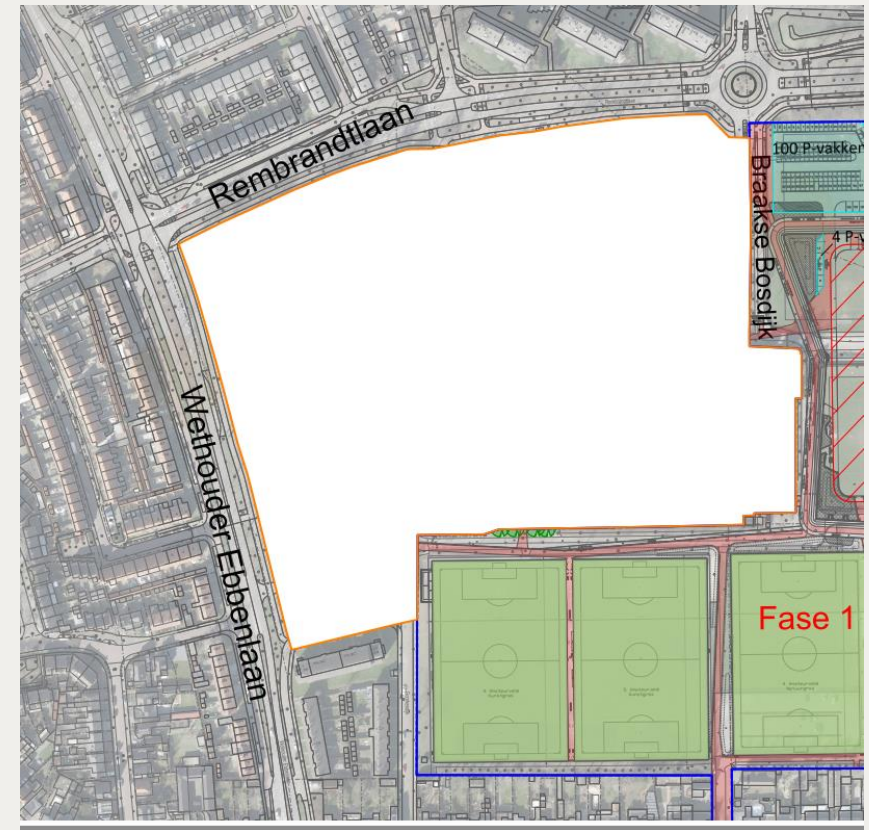 Rembrandtlaan
100 P-vakken
Braakse Bosdijk
4 P-v
Wethouder Ebbenlaan
Fase 1